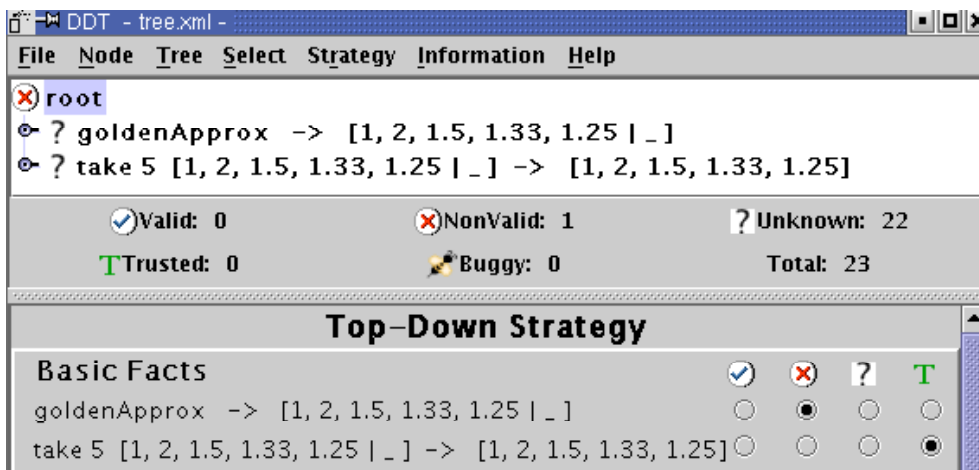 DDT - tree.xml -
File Node Tree Select Strategy Information Help
root
? goldenApprox -> [1, 2, 1.5, 1.33, 1.25 | _ ]
? take 5 [1, 2, 1.5, 1.33, 1.25 | _ ] -> [1, 2, 1.5, 1.33, 1.25]
Valid: 0 NonValid: 1 ? Unknown: 22
T Trusted: 0 Buggy: 0 Total: 23
Top-Down Strategy
Basic Facts ? T
goldenApprox -> [1, 2, 1.5, 1.33, 1.25 | _ ]
take 5 [1, 2, 1.5, 1.33, 1.25 | _ ] -> [1, 2, 1.5, 1.33, 1.25]